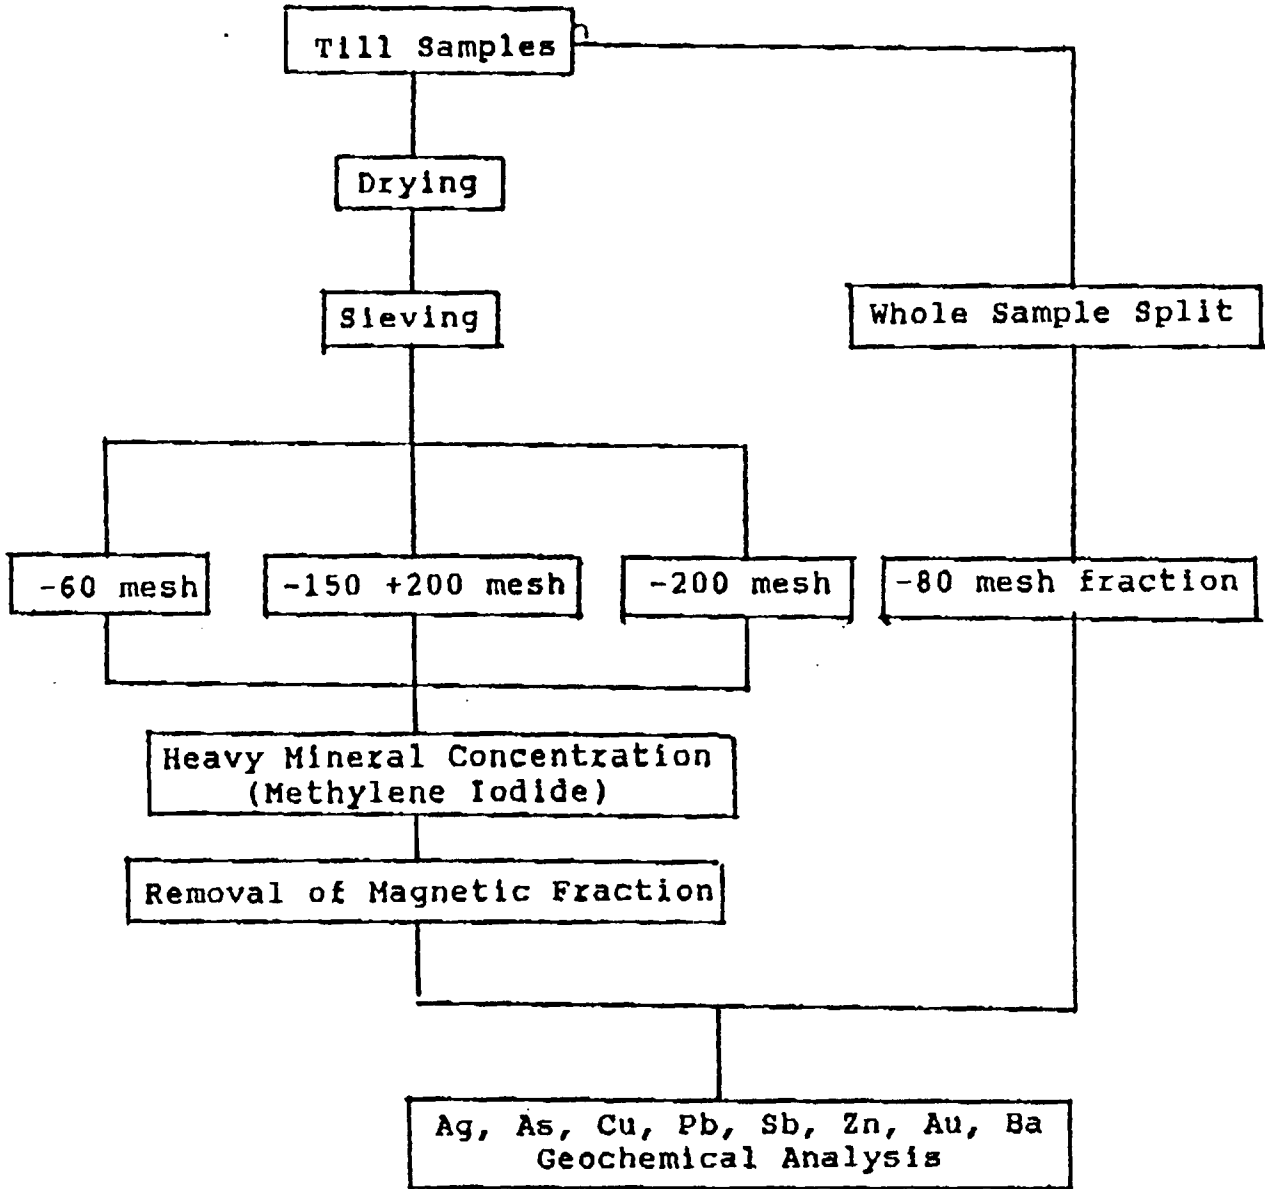 Till Samples
Drying
Sieving
Whole Sample Split
-60 mesh
-150 +200 mesh
-200 mesh
-80 mesh fraction
Heavy Mineral Concentration
(Methylene Iodide)
Removal of Magnetic Fraction
Ag, As, Cu, Pb, Sb, Zn, Au, Ba
Geochemical Analysis